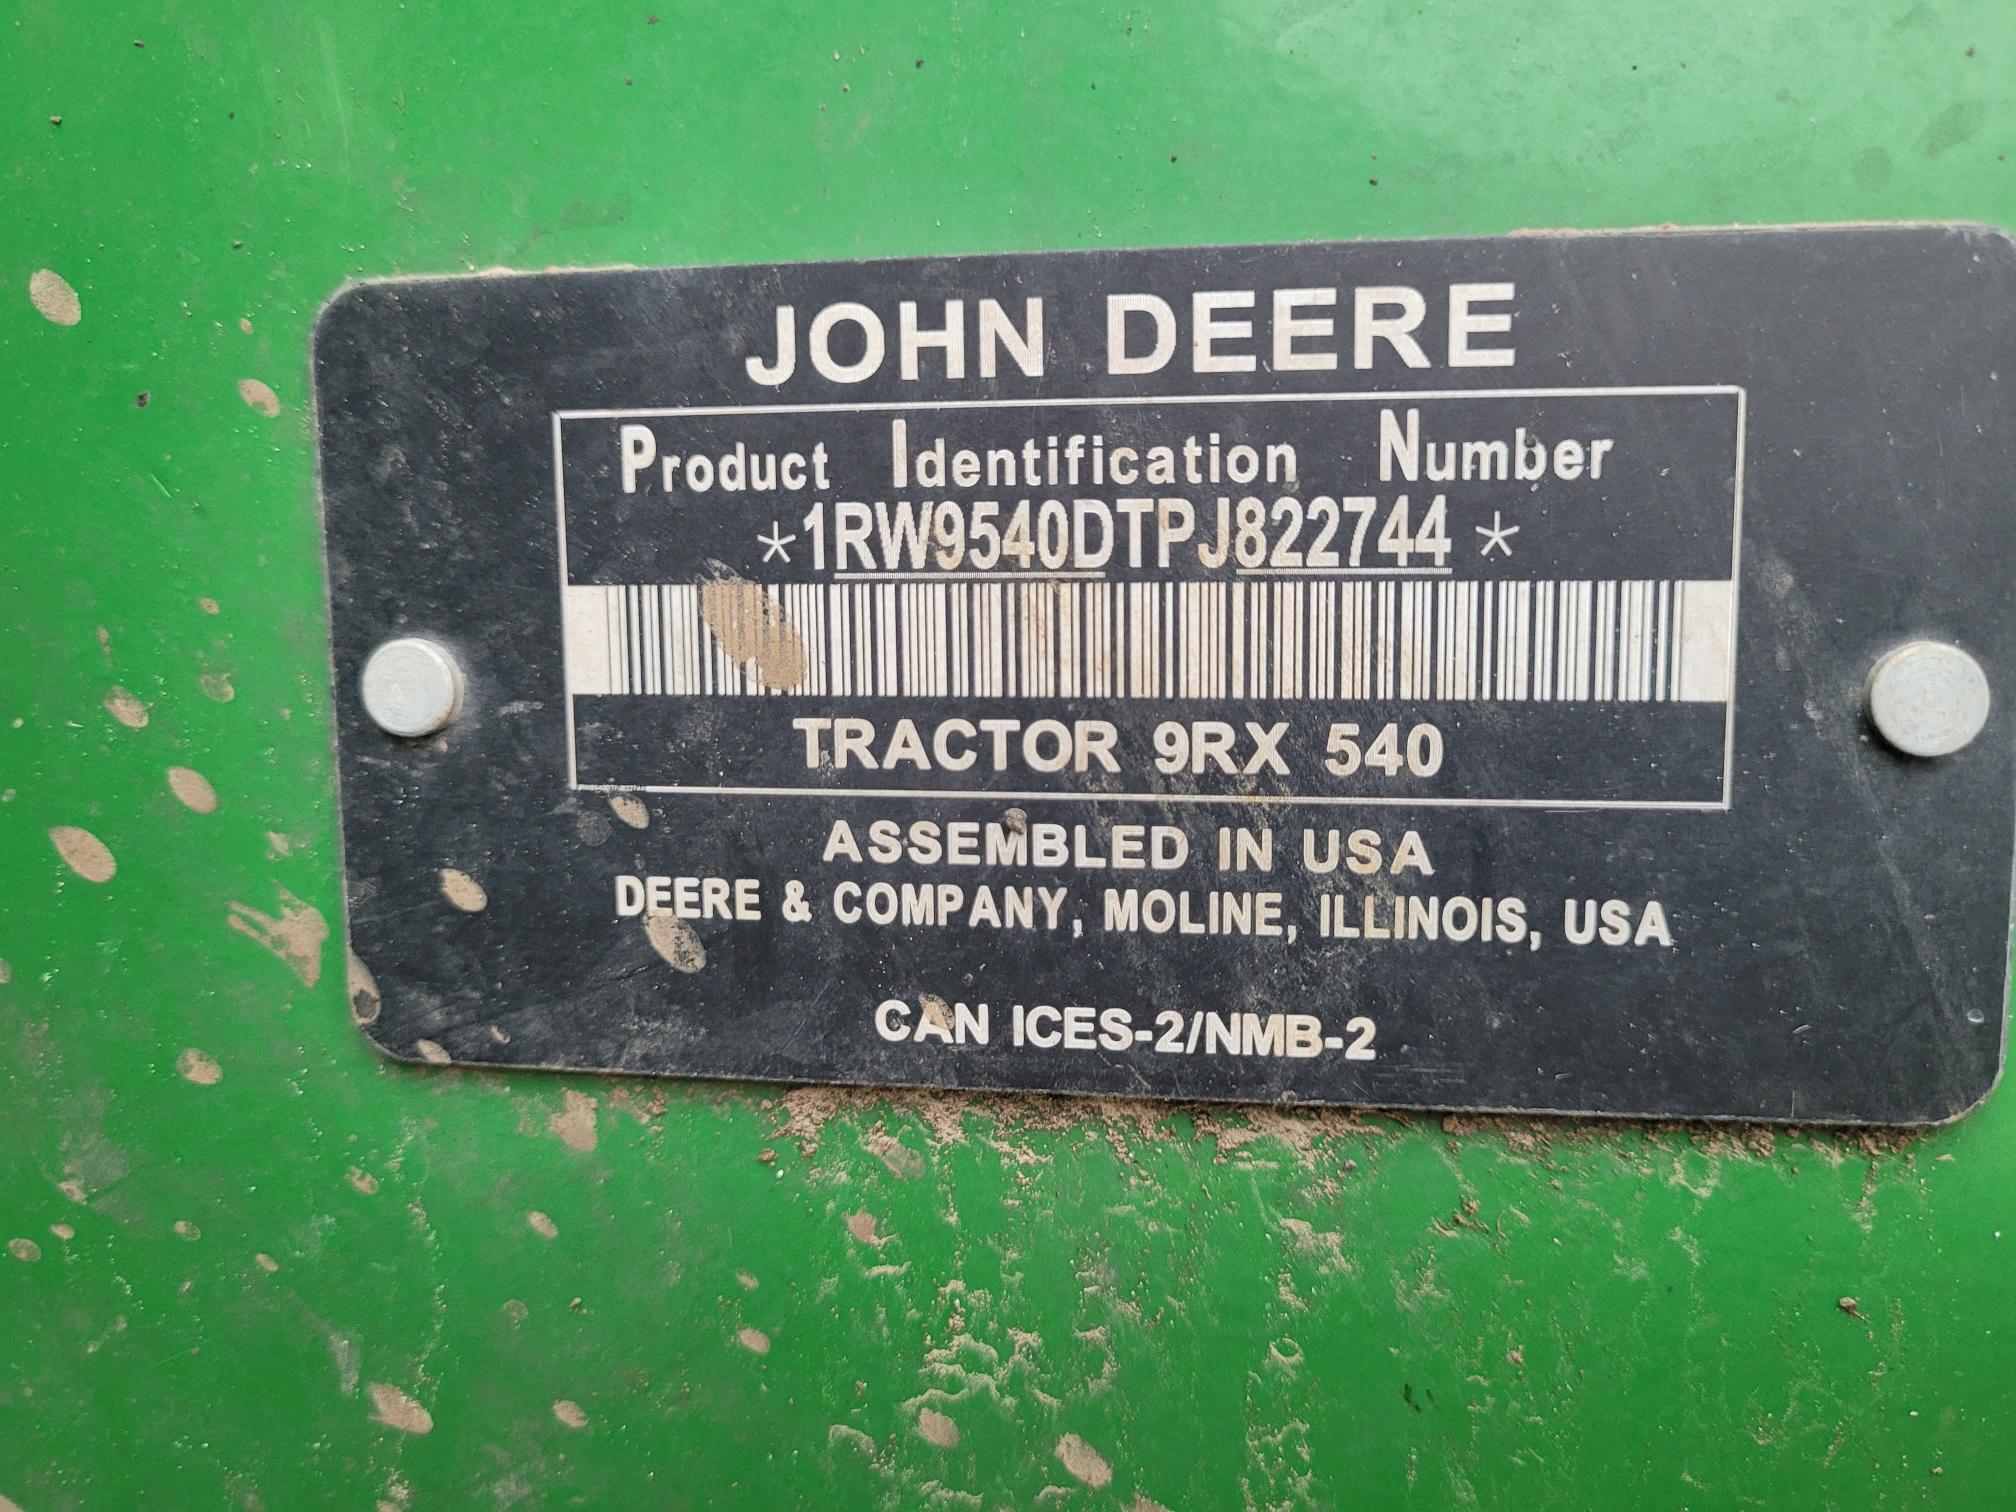 JOHN DEERE
Product Identification Number
*1RW9540DTPJ822744*
TRACTOR 9RX 540
ASSEMBLED IN USA
DEERE & COMPANY, MOLINE, ILLINOIS, USA
CAN ICES-2/NMB-2